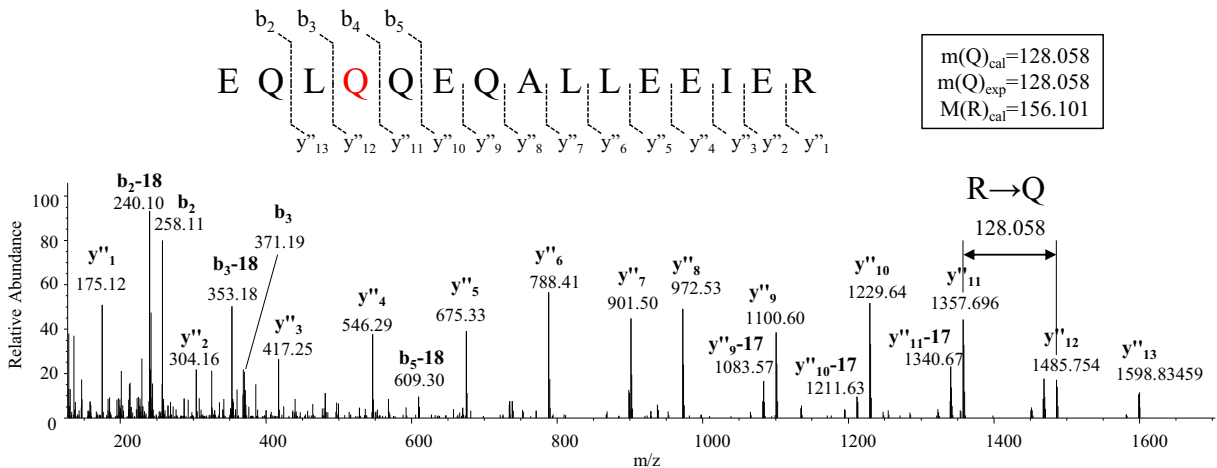 b2 b3 b4 b5
E Q L Q Q E Q A L L E E I E R
y”13 y”12 y”11 y”10 y”9 y”8 y”7 y”6 y”5 y”4 y”3 y”2 y”1
m(Q)cal=128.058
m(Q)exp=128.058
M(R)cal=156.101
Relative Abundance
100
80
60
40
20
0
y"1
175.12
b2-18
240.10
b2
258.11
y"2
304.16
b3-18
353.18
b3
371.19
y"3
417.25
y"4
546.29
b5-18
609.30
y"5
675.33
y"6
788.41
y"7
901.50
y"8
972.53
y"9-17
1083.57
y"9
1100.60
y"10-17
1211.63
y"10
1229.64
y"11-17
1340.67
y"11
1357.696
R→Q
128.058
y"12
1485.754
y"13
1598.83459
200 400 600 800 1000 1200 1400 1600
m/z